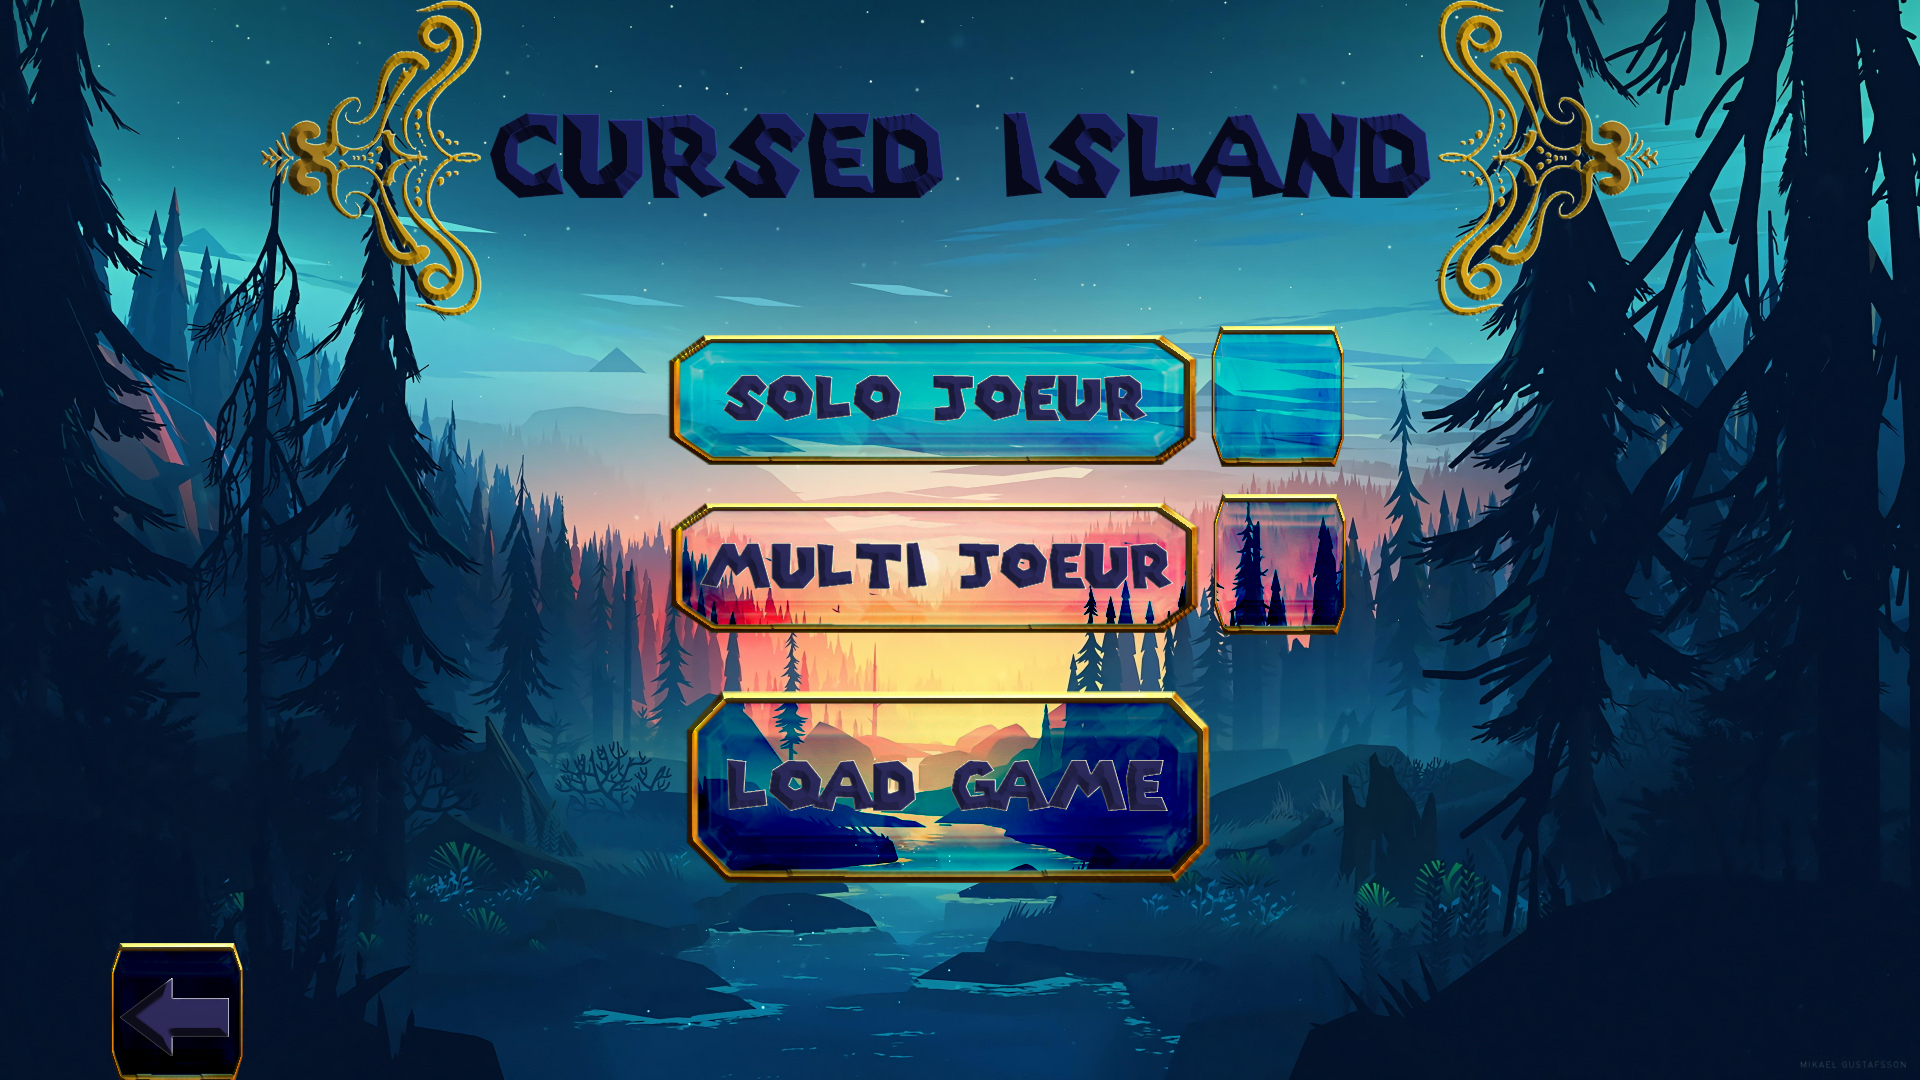 CURSED ISLAND
SOLO JOEUR
MULTI JOEUR
LOAD GAME
MIKAEL GUSTAFSSON